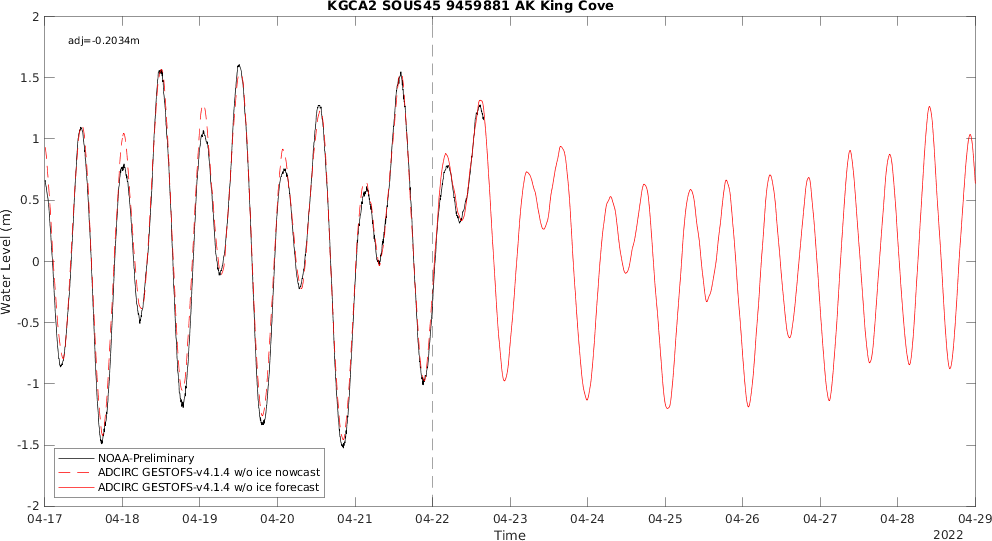 KGCA2 SOUS45 9459881 AK King Cove
adj=-0.2034m
2
1.5
1
0.5
0
-0.5
-1
-1.5
-2
Water Level (m)
NOAA-Preliminary
ADCIRC GESTOFS-v4.1.4 w/o ice nowcast
ADCIRC GESTOFS-v4.1.4 w/o ice forecast
04-17 04-18 04-19 04-20 04-21 04-22 04-23 04-24 04-25 04-26 04-27 04-28 04-29
Time
2022